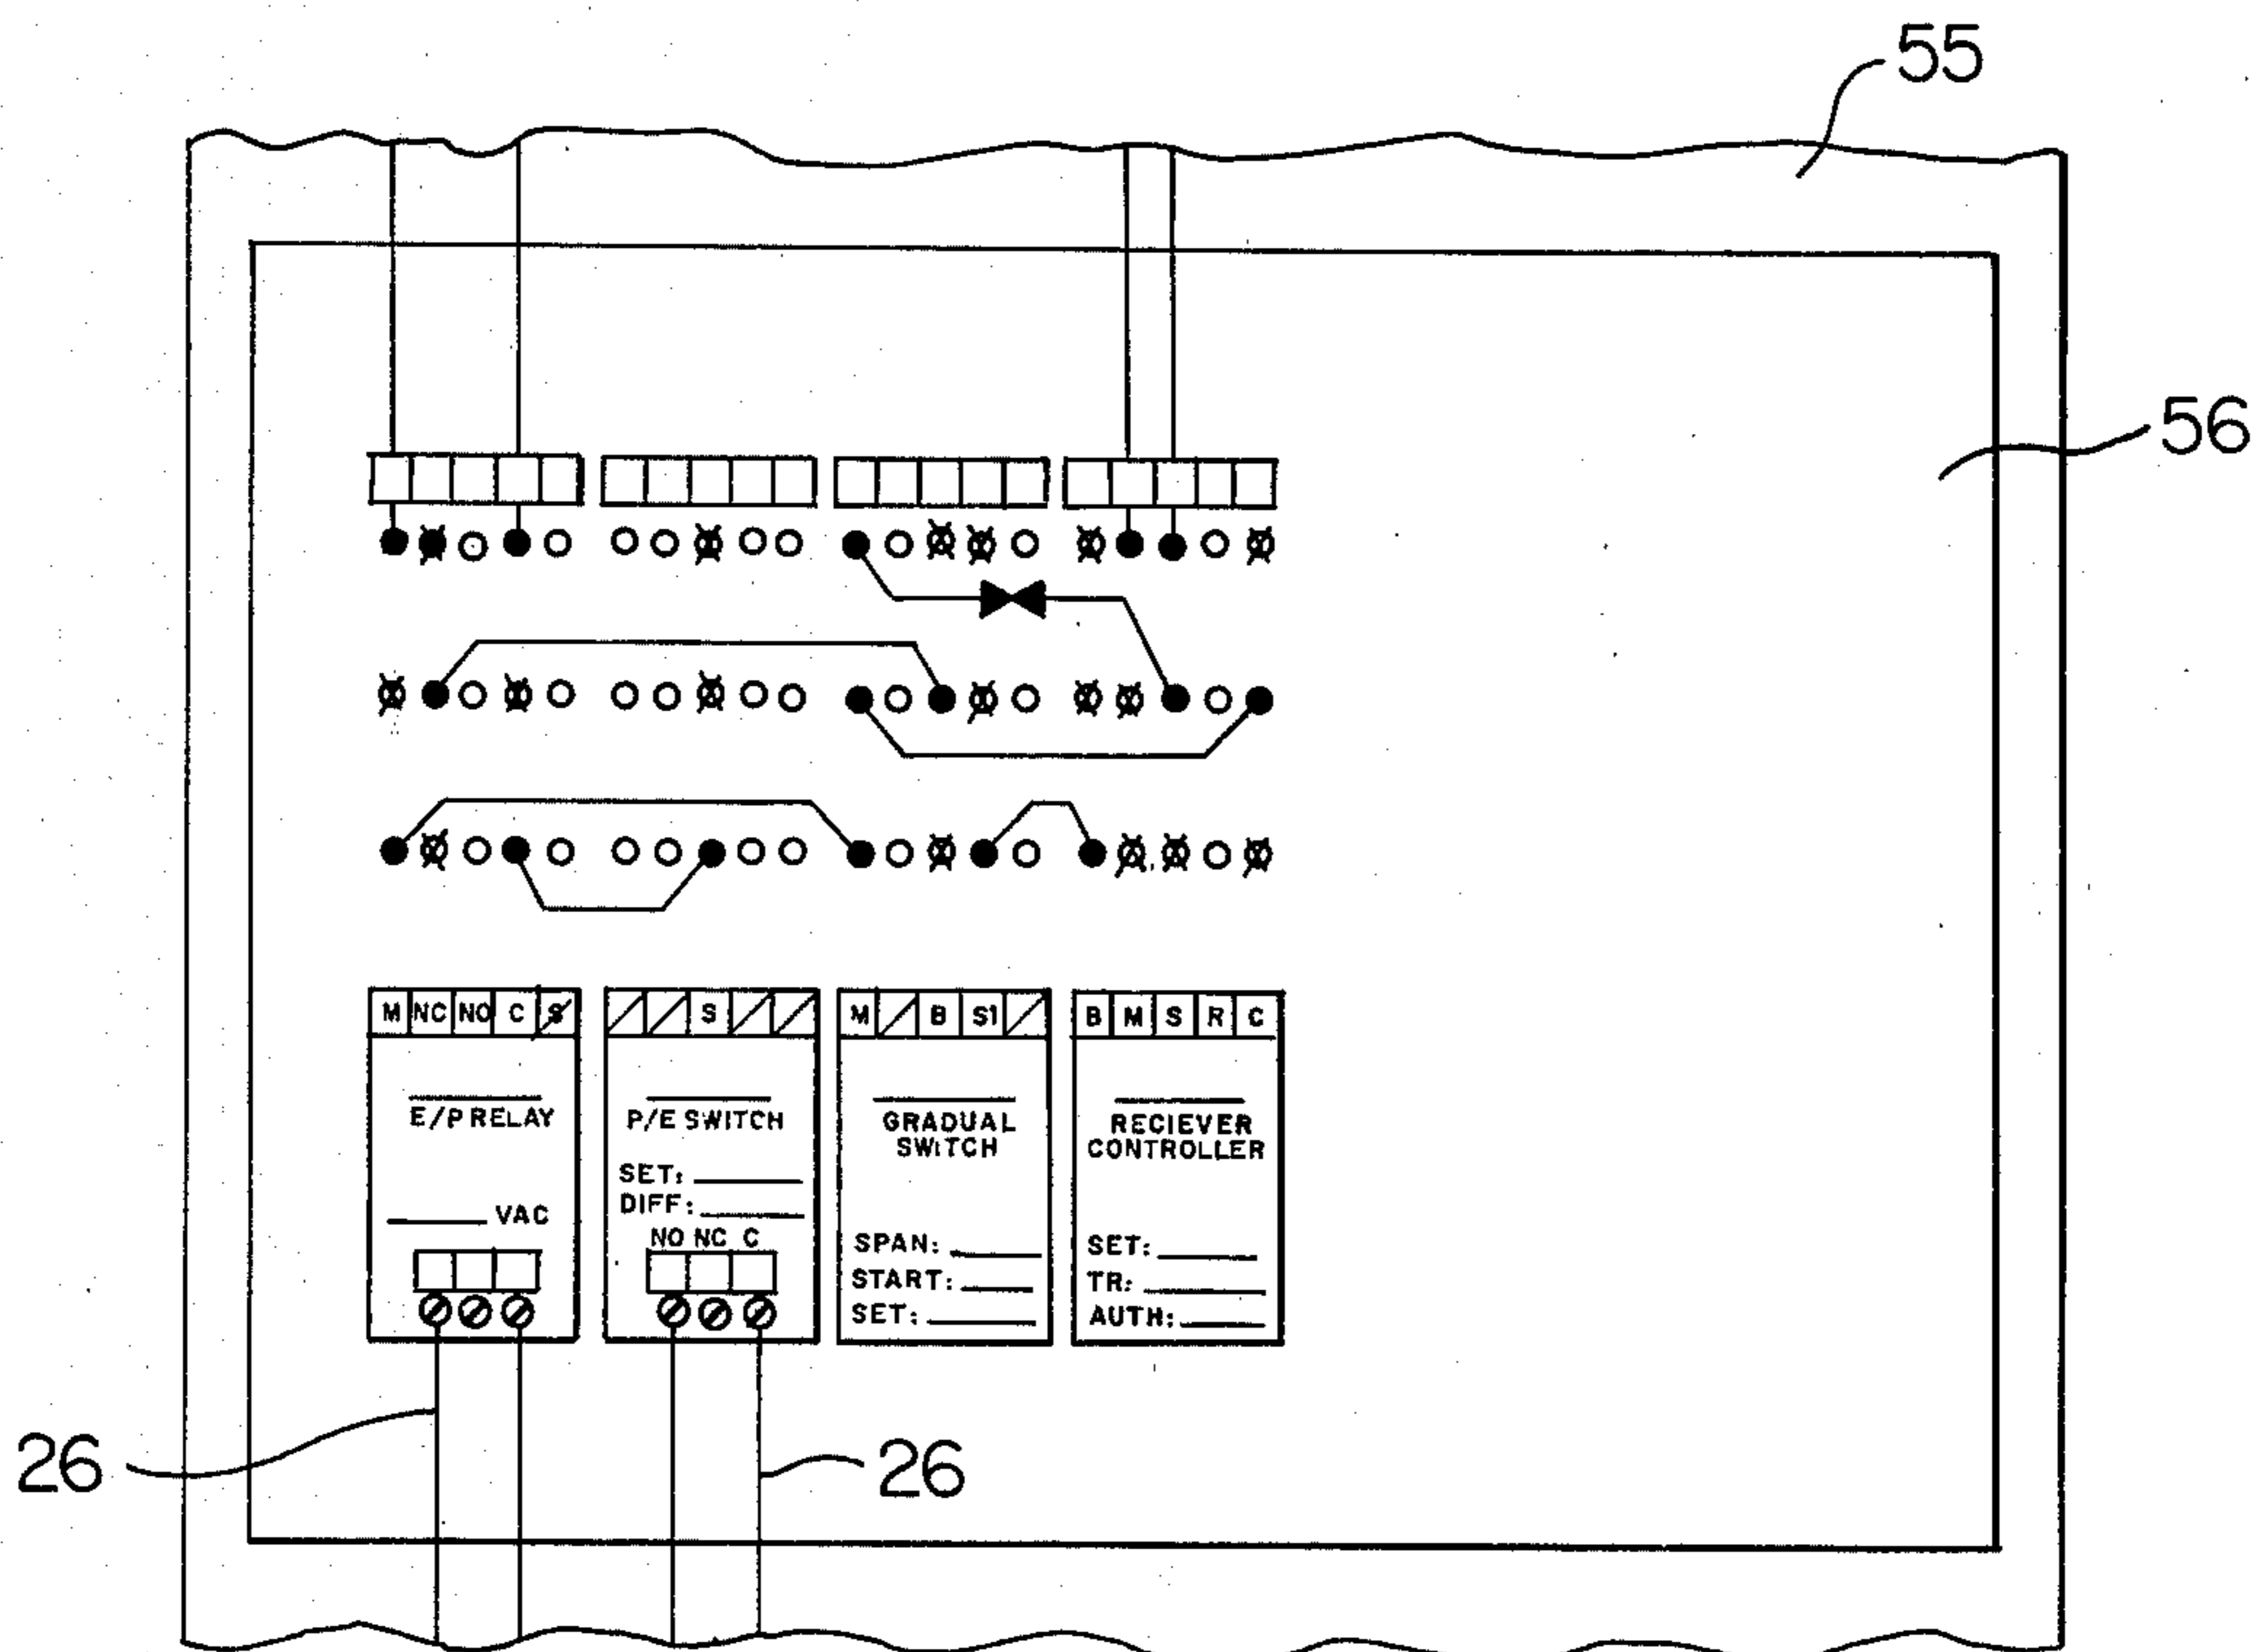 55
56
M NC NO C S
S
M B S1
B M S R C
E/P RELAY
VAC
P/E SWITCH
SET:
DIFF:
NO NC C
GRADUAL
SWITCH
SPAN:
START:
SET:
RECIEVER
CONTROLLER
SET:
TR:
AUTH:
26
26